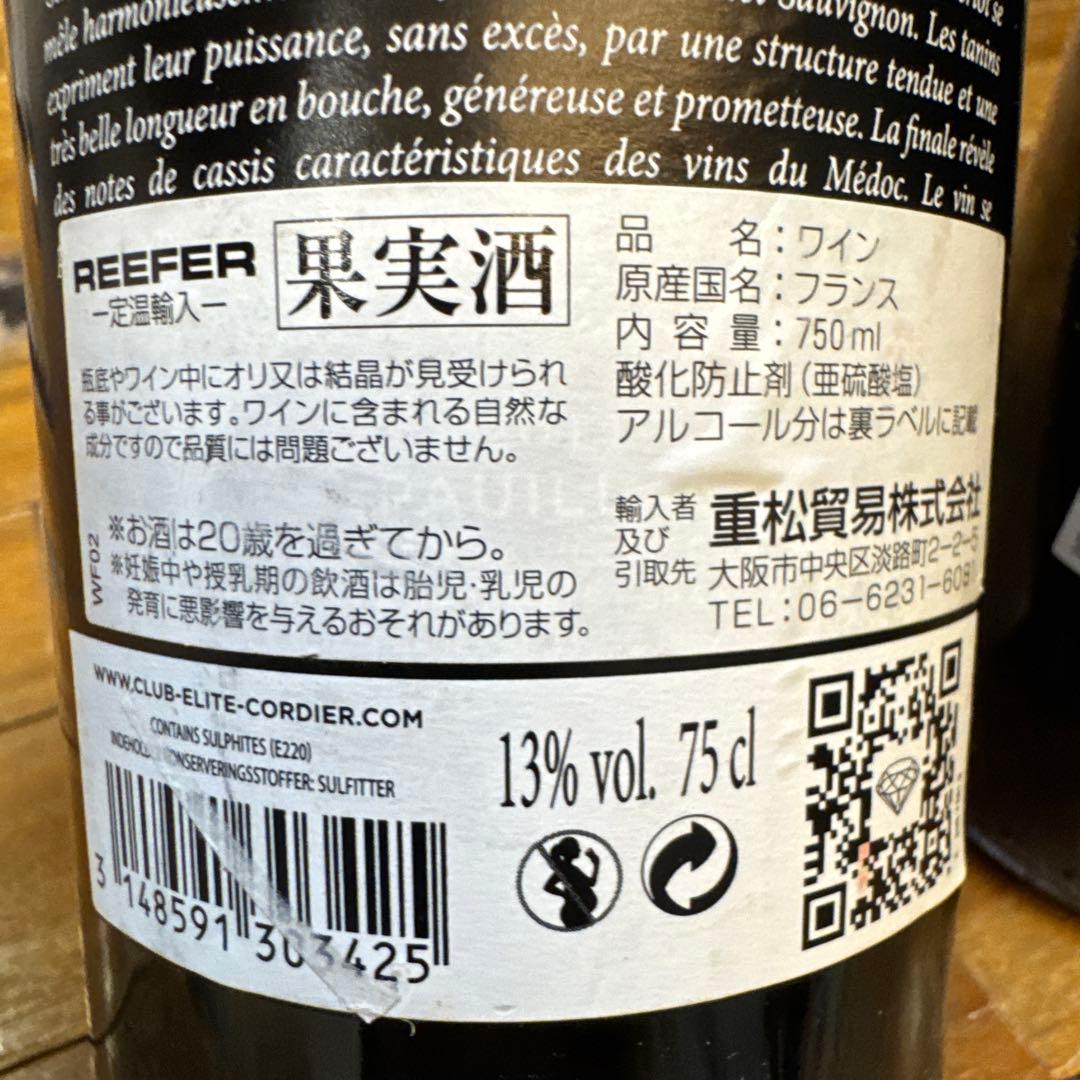 mêle harmonieusement Sauvignon. Les tanins
expriment leur puissance, sans excès, par une structure tendue et une
très belle longueur en bouche, généreuse et prometteuse. La finale révèle
des notes de cassis caractéristiques des vins du Médoc. Le vin se
REEFER
ー定温輸入ー
果実酒
瓶底やワイン中にオリ又は結晶が見受けられ
る事がございます。ワインに含まれる自然な
成分ですので品質には問題ございません。
WF02
※お酒は20歳を過ぎてから。
※妊娠中や授乳期の飲酒は胎児・乳児の
発育に悪影響を与えるおそれがあります。
品名：ワイン
原産国名：フランス
内容量：750ml
酸化防止剤（亜硫酸塩）
アルコール分は裏ラベルに記載
輸入者及び引取先
重松貿易株式会社
大阪市中央区淡路町2-2-5
TEL：06-6231-6081
PAUILL
WWW.CLUB-ELITE-CORDIER.COM
CONTAINS SULPHITES (E220)
KONSERVERINGSSTOFFER: SULFITTER
13% vol. 75 cl
3 148591 303425